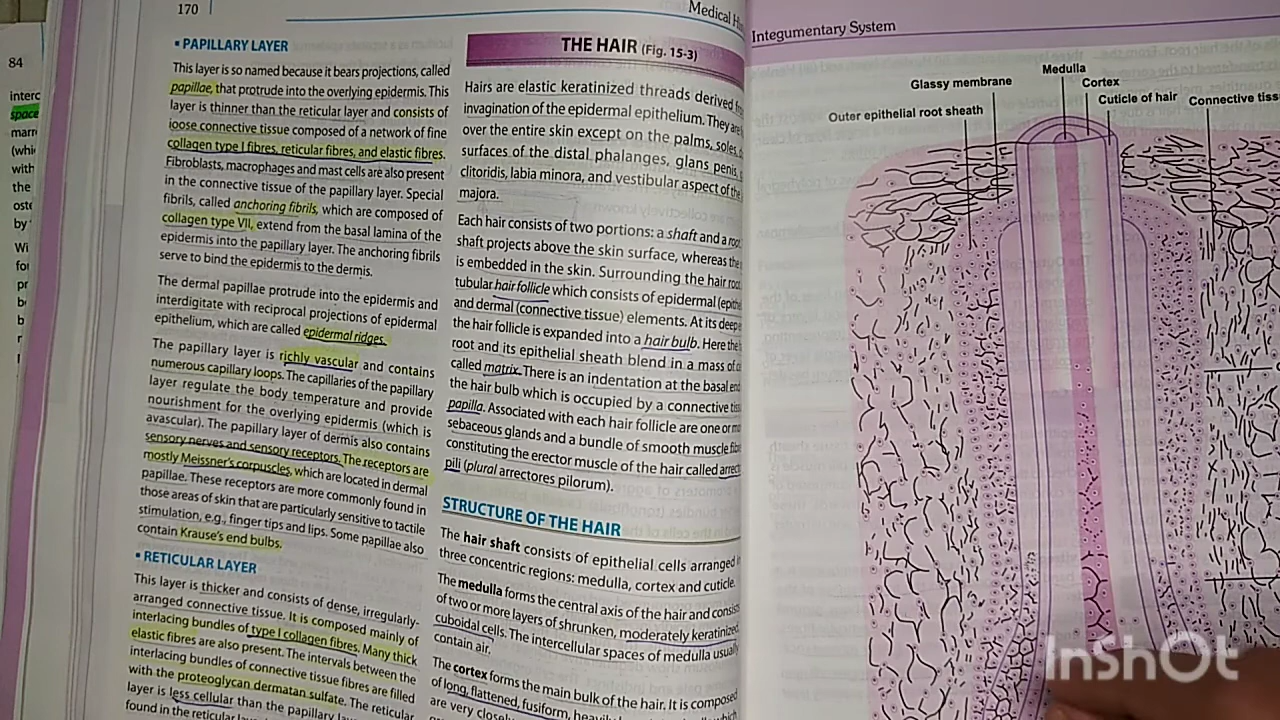 84
interc
space
marr
with
the
by
Wi
170
Medical
• PAPILLARY LAYER
This layer is so named because it bears projections, called
papillae, that protrude into the overlying epidermis. This
layer is thinner than the reticular layer and consists of
loose connective tissue composed of a network of fine
collagen type I fibres, reticular fibres, and elastic fibres.
Fibroblasts, macrophages and mast cells are also present
in the connective tissue of the papillary layer. Special
fibrils, called anchoring fibrils, which are composed of
collagen type VII, extend from the basal lamina of the
epidermis into the papillary layer. The anchoring fibrils
serve to bind the epidermis to the dermis.
The dermal papillae protrude into the epidermis and
interdigitate with reciprocal projections of epidermal
epithelium, which are called epidermal ridges.
The papillary layer is richly vascular and contains
numerous capillary loops. The capillaries of the papillary
layer regulate the body temperature and provide
nourishment for the overlying epidermis (which is
avascular). The papillary layer of dermis also contains
sensory nerves and sensory receptors. The receptors are
mostly Meissner's corpuscles, which are located in dermal
papillae. These receptors are more commonly found in
those areas of skin that are particularly sensitive to tactile
stimulation, e.g., finger tips and lips. Some papillae also
contain Krause's end bulbs.
• RETICULAR LAYER
This layer is thicker and consists of dense, irregularly-
arranged connective tissue. It is composed mainly of
interlacing bundles of type I collagen fibres. Many thick
elastic fibres are also present. The intervals between the
interlacing bundles of connective tissue fibres are filled
with the proteoglycan dermatan sulfate. The reticular
layer is less cellular than the papillary
found in the reticular
THE HAIR (Fig. 15-3)
Hairs are elastic keratinized threads derived
invagination of the epidermal epithelium. They are
over the entire skin except on the palms, soles,
surfaces of the distal phalanges, glans penis,
clitoridis, labia minora, and vestibular aspect of the
majora.
Each hair consists of two portions: a shaft and a root
shaft projects above the skin surface, whereas the
is embedded in the skin. Surrounding the hair root
tubular hair follicle which consists of epidermal
and dermal (connective tissue) elements. At its deep
the hair follicle is expanded into a hair bulb. Here the
root and its epithelial sheath blend in a mass of
called matrix. There is an indentation at the basal end
the hair bulb which is occupied by a connective
papilla. Associated with each hair follicle are one or
sebaceous glands and a bundle of smooth muscle
constituting the erector muscle of the hair called arrect
pili (plural arrectores pilorum).
STRUCTURE OF THE HAIR
The hair shaft consists of epithelial cells arranged
three concentric regions: medulla, cortex and cuticle.
The medulla forms the central axis of the hair and consists
of two or more layers of shrunken, moderately keratinized
cuboidal cells. The intercellular spaces of medulla usually
contain air.
The cortex forms the main bulk of the hair. It is composed
of long, flattened, fusiform,
are very
Integumentary System
Medulla
Glassy membrane
Cortex
Outer epithelial root sheath
Cuticle of hair
Connective
InShOt